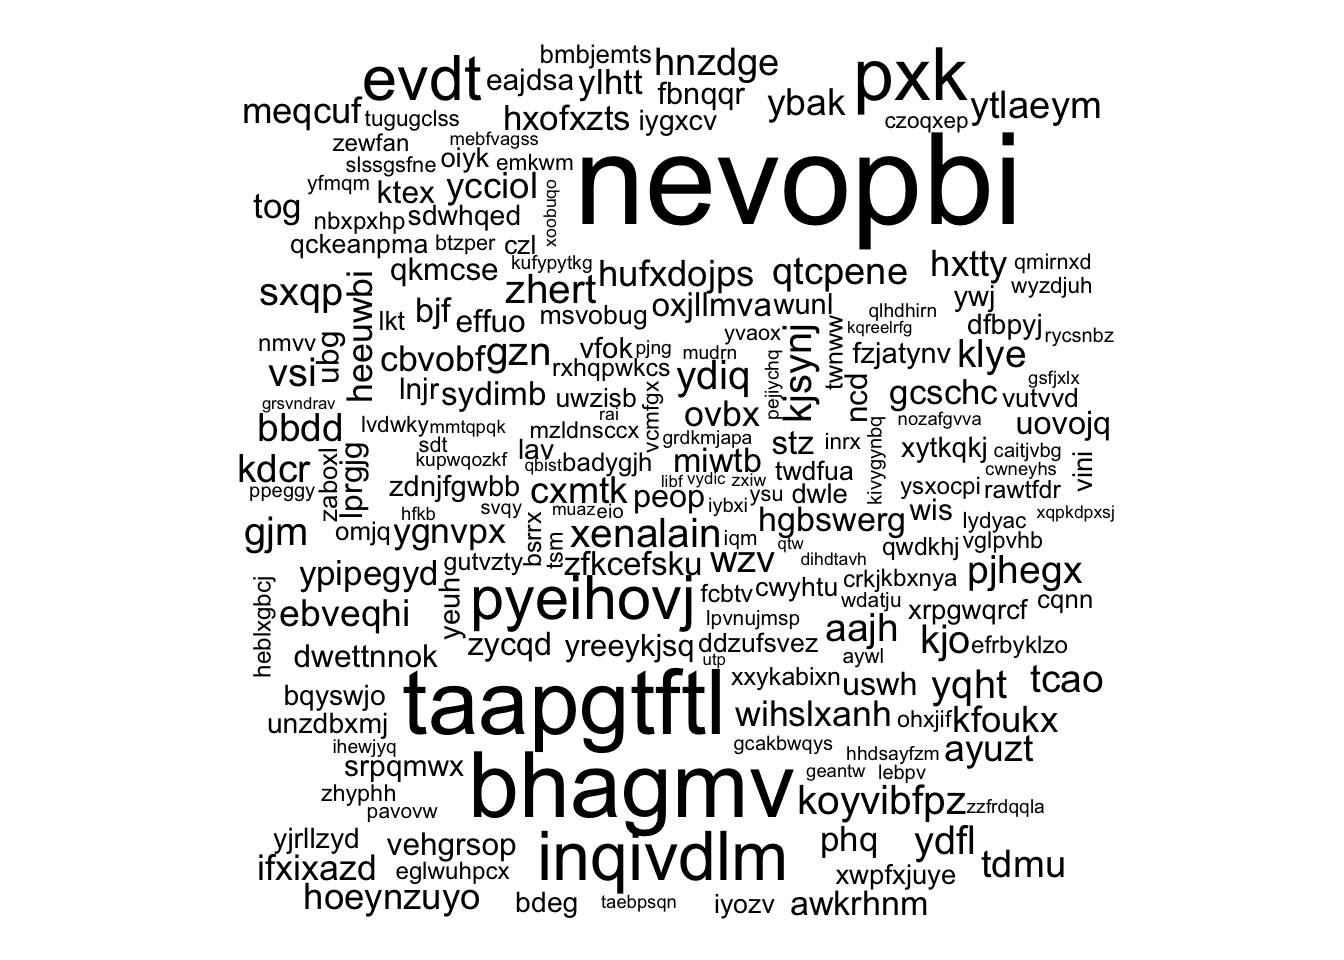 bmbjemts
hnzdge
evdt
eajdsa
ylhtt
fbnqqr
pxk
ybak
ytlaeym
meqcuf
tugugclss
hxofxzts
iygxcv
czoqxep
zewfan
mebfvagss
slssgsfne
oiyk
emkwm
nevopbi
yfmqm
ktex
ycciol
tog
nbxpxhp
sdwhqed
qckeanpma
btzper
czl
qkmcse
kufypytkg
hufxdojps
qtcpene
hxtty
qmirnxd
wyzdjuh
sxqp
heeuwbi
zhert
oxjllmva
wunl
ywj
lkt
bjf
effuo
msvobug
qlhdhirn
kqreelrfg
dfbpyj
rycsnbz
nmvv
ubg
cbvobf
gzn
vfok
pjng
mudrn
yvaox
kjsynj
twnww
fzjatynv
klye
vsi
rxhqpwkcs
ydiq
pejiychq
ncd
gsfjxlx
lnjr
sydimb
uwzisb
vcmfgx
gcschc
vutvvd
grsvndrav
rai
ovbx
nozafgvva
uovojq
bbdd
lvdwky
mmtqpqk
mzldnsccx
grdkmjapa
stz
inrx
xytkqkj
caitjvbg
sdt
lav
kupwqozkf
qbist
badygjh
miwtb
twdfua
kivygynbq
cwneyhs
vini
kdcr
zaboxl
lprgjg
ppeggy
zdnjfgwbb
cxmtk
libf
vydic
zxiw
peop
iybxi
ysu
dwle
ysxocpi
rawtfdr
svqy
hfkb
muaz
eio
hgbswerg
wis
lydyac
xqpkdpxsj
gjm
omjq
ygnvpx
bsrrx
tsm
xenalain
iqm
qtw
qwdkhj
vglpvhb
gutvzty
zfkcefsku
wzv
dihdtavh
ypipegyd
pjhegx
heblxgbcj
yeuh
pyeihovj
fcbtv
cwyhtu
crkjkbxnya
wdatju
cqnn
ebveqhi
lpvnujmsp
xrpgwqrcf
aajh
zycqd
yreeykjsq
ddzufsvez
kjo
efrbyklzo
dwettnnok
utp
aywl
bqyswjo
taapgtftl
xxykabixn
uswh
yqht
tcao
unzdbxmj
wihslxanh
ohxjif
kfoukx
ihewjyq
gcakbwqys
hhdsayfzm
ayuzt
srpqmwx
bhagmv
geantw
lebpv
zhyphh
pavovw
koyvibfpz
zzfrdqqla
yjrllzyd
vehgrsop
inqivdlm
phq
ydfl
ifxixazd
eglwuhpcx
xwpfxjuye
tdmu
hoeynzuyo
bdeg
taebpsqn
iyozv
awkrhnm